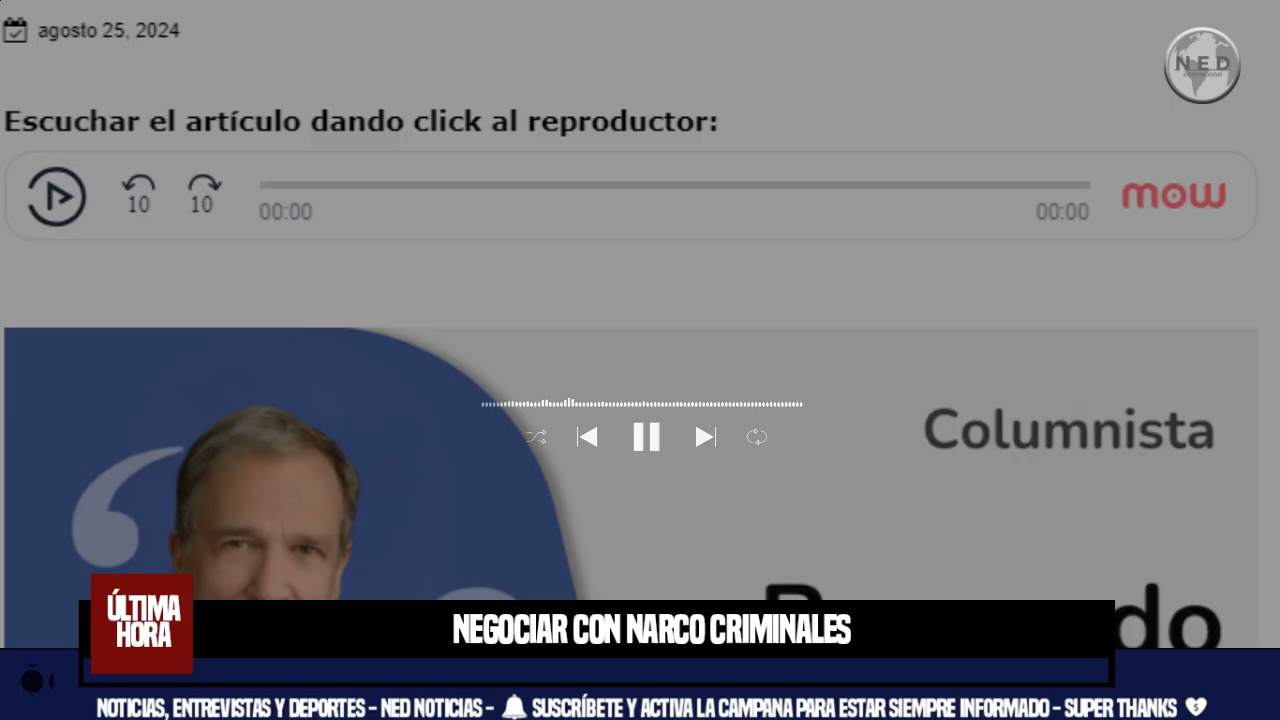 agosto 25, 2024
NED
international
Escuchar el artículo dando click al reproductor:
10
10
00:00
00:00
mow
Columnista
do
ÚLTIMA
HORA
NEGOCIAR CON NARCO CRIMINALES
NOTICIAS, ENTREVISTAS Y DEPORTES - NED NOTICIAS - SUSCRÍBETE Y ACTIVA LA CAMPANA PARA ESTAR SIEMPRE INFORMADO - SUPER THANKS